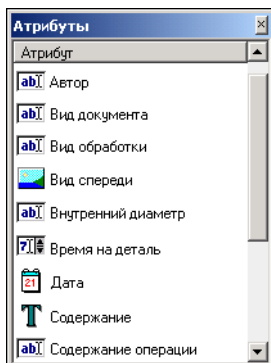 Атрибуты
Атрибут
Автор
Вид документа
Вид обработки
Вид спереди
Внутренний диаметр
Время на деталь
Дата
Содержание
Содержание операции